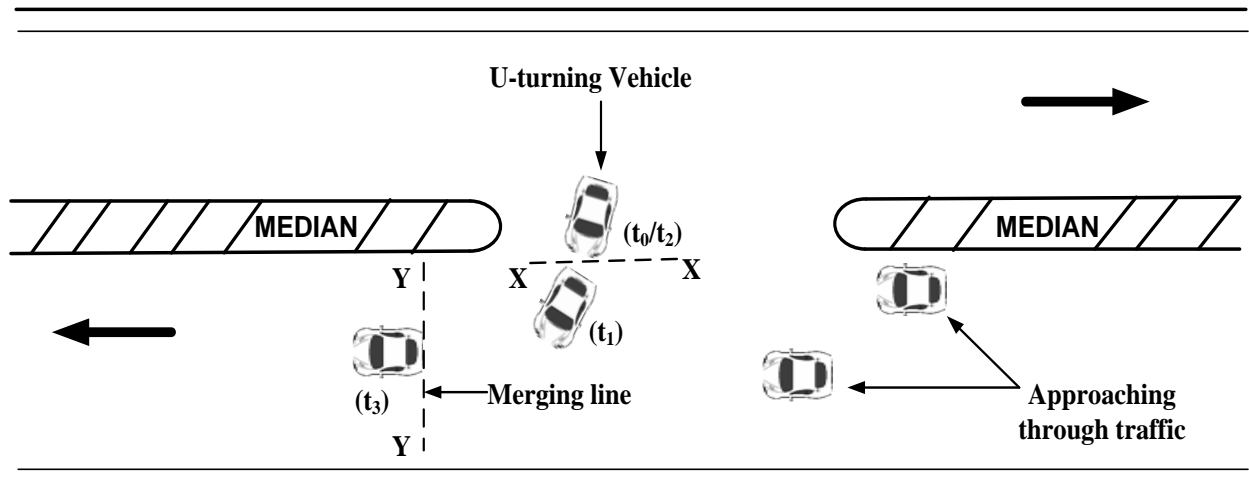 U-turning Vehicle
MEDIAN
(t₀/t₂)
MEDIAN
Y
X
X
(t₁)
(t₃)
Merging line
Approaching
through traffic
Y